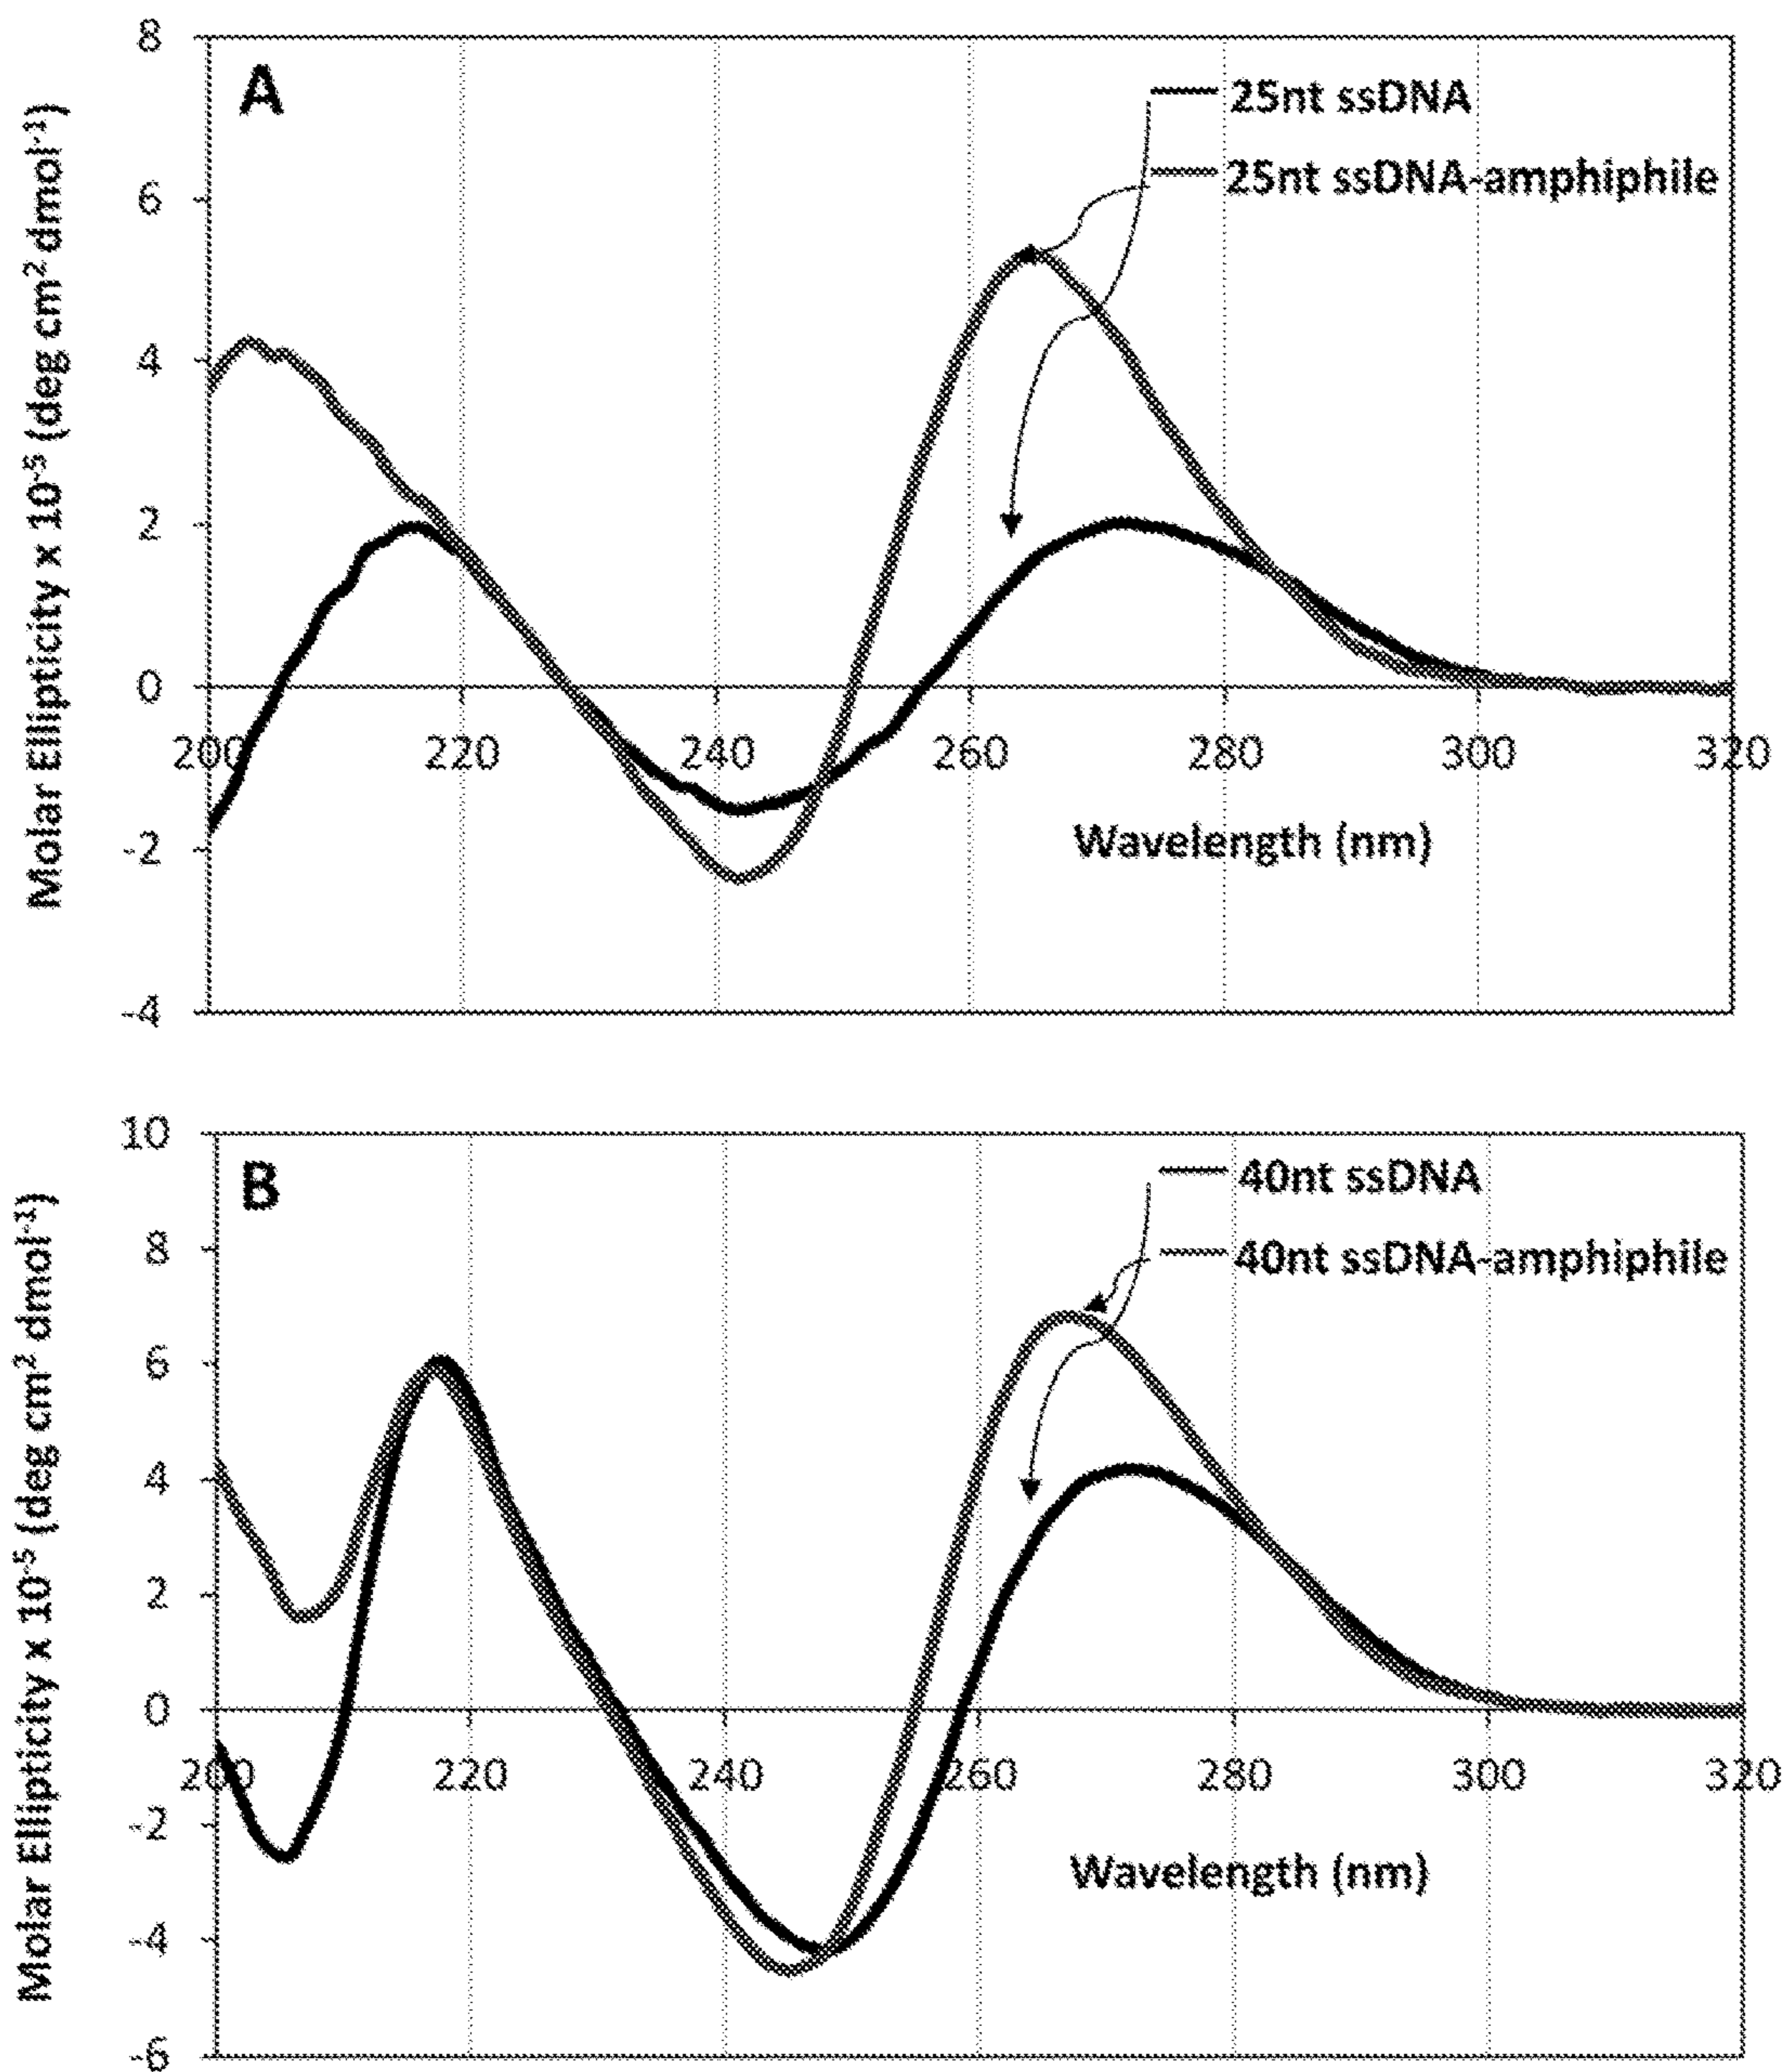 A
25nt ssDNA
25nt ssDNA-amphiphile
Molar Ellipticity x 10⁻⁵ (deg cm² dmol⁻¹)
8
6
4
2
0
-2
-4
200 220 240 260 280 300 320
Wavelength (nm)
B
40nt ssDNA
40nt ssDNA-amphiphile
Molar Ellipticity x 10⁻⁵ (deg cm² dmol⁻¹)
10
8
6
4
2
0
-2
-4
-6
200 220 240 260 280 300 320
Wavelength (nm)